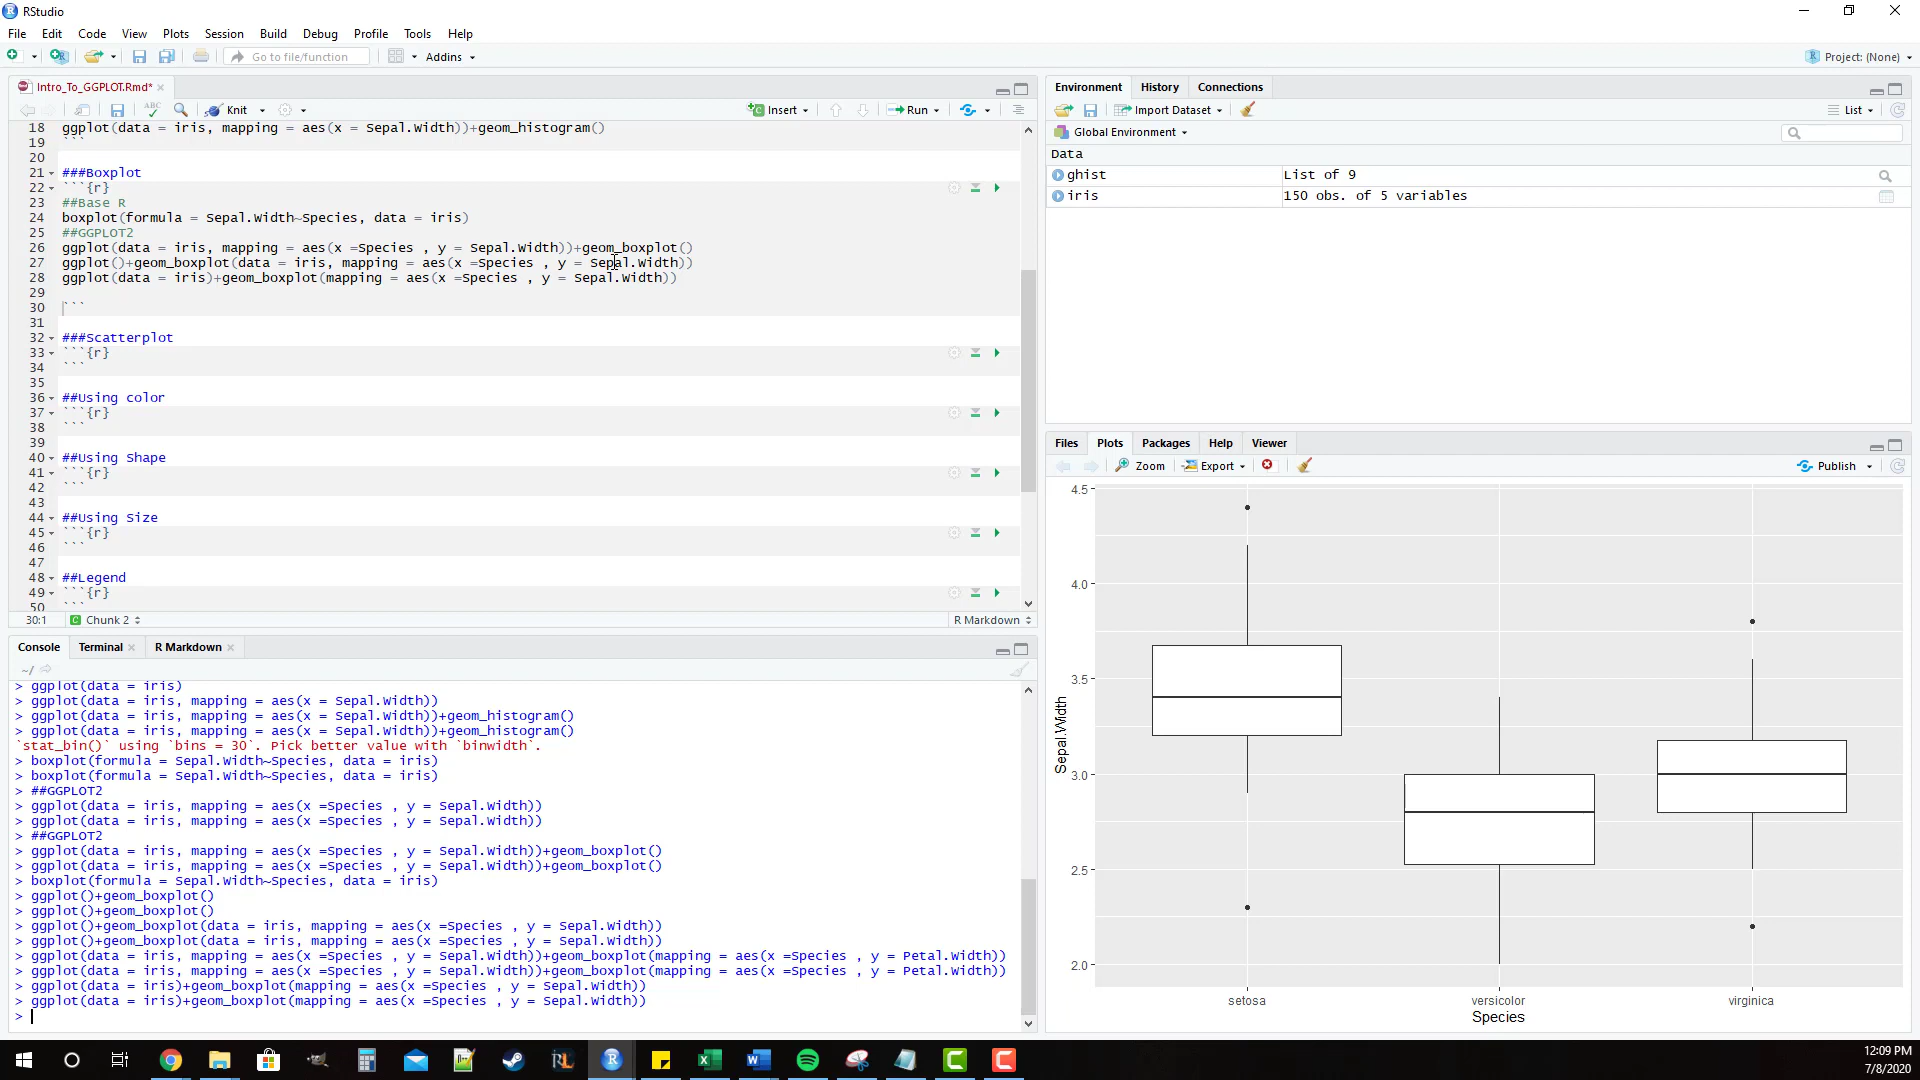 RStudio
File Edit Code View Plots Session Build Debug Profile Tools Help
Go to file/function Addins Project: (None)
Intro_To_GGPLOT.Rmd*
ABC Knit Insert Run
18 ggplot(data = iris, mapping = aes(x = Sepal.Width))+geom_histogram()
19 ```
20
21 ###Boxplot
22 ```{r}
23 ##Base R
24 boxplot(formula = Sepal.Width~Species, data = iris)
25 ##GGPLOT2
26 ggplot(data = iris, mapping = aes(x =Species , y = Sepal.Width))+geom_boxplot()
27 ggplot()+geom_boxplot(data = iris, mapping = aes(x =Species , y = Sepal.Width))
28 ggplot(data = iris)+geom_boxplot(mapping = aes(x =Species , y = Sepal.Width))
29
30 ```
31
32 ###Scatterplot
33 ```{r}
34 ```
35
36 ##Using color
37 ```{r}
38 ```
39
40 ##Using Shape
41 ```{r}
42 ```
43
44 ##Using Size
45 ```{r}
46 ```
47
48 ##Legend
49 ```{r}
50 ```
30:1 Chunk 2 R Markdown
Console Terminal R Markdown
~/
> ggplot(data = iris)
> ggplot(data = iris, mapping = aes(x = Sepal.Width))
> ggplot(data = iris, mapping = aes(x = Sepal.Width))+geom_histogram()
> ggplot(data = iris, mapping = aes(x = Sepal.Width))+geom_histogram()
`stat_bin()` using `bins = 30`. Pick better value with `binwidth`.
> boxplot(formula = Sepal.Width~Species, data = iris)
> boxplot(formula = Sepal.Width~Species, data = iris)
> ##GGPLOT2
> ggplot(data = iris, mapping = aes(x =Species , y = Sepal.Width))
> ggplot(data = iris, mapping = aes(x =Species , y = Sepal.Width))
> ##GGPLOT2
> ggplot(data = iris, mapping = aes(x =Species , y = Sepal.Width))+geom_boxplot()
> ggplot(data = iris, mapping = aes(x =Species , y = Sepal.Width))+geom_boxplot()
> boxplot(formula = Sepal.Width~Species, data = iris)
> ggplot()+geom_boxplot()
> ggplot()+geom_boxplot()
> ggplot()+geom_boxplot(data = iris, mapping = aes(x =Species , y = Sepal.Width))
> ggplot()+geom_boxplot(data = iris, mapping = aes(x =Species , y = Sepal.Width))
> ggplot(data = iris, mapping = aes(x =Species , y = Sepal.Width))+geom_boxplot(mapping = aes(x =Species , y = Petal.Width))
> ggplot(data = iris, mapping = aes(x =Species , y = Sepal.Width))+geom_boxplot(mapping = aes(x =Species , y = Petal.Width))
> ggplot(data = iris)+geom_boxplot(mapping = aes(x =Species , y = Sepal.Width))
> ggplot(data = iris)+geom_boxplot(mapping = aes(x =Species , y = Sepal.Width))
>
Environment History Connections
Import Dataset List
Global Environment
Data
ghist List of 9
iris 150 obs. of 5 variables
Files Plots Packages Help Viewer
Zoom Export Publish
4.5
4.0
3.5
3.0
2.5
2.0
Sepal.Width
setosa versicolor virginica
Species
12:09 PM
7/8/2020